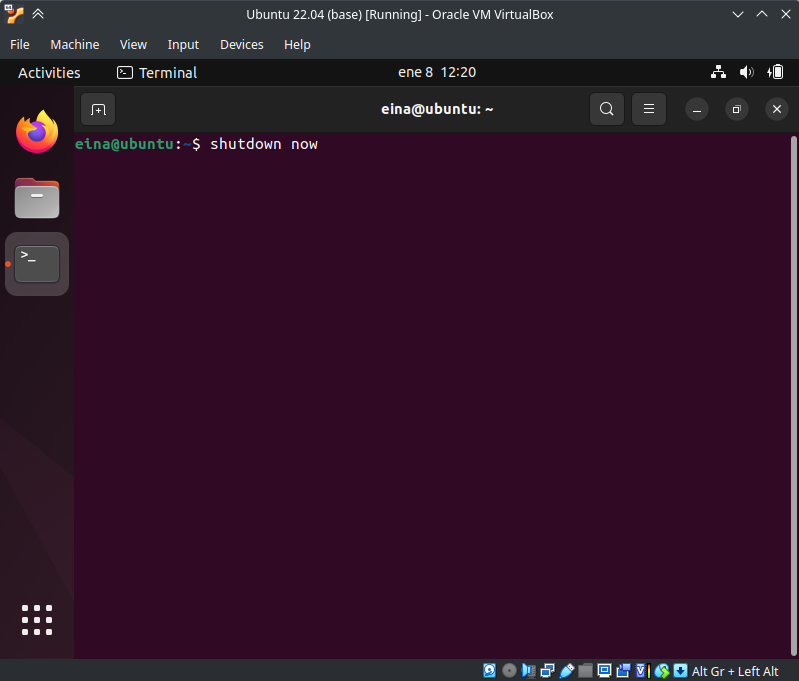 Ubuntu 22.04 (base) [Running] - Oracle VM VirtualBox
File Machine View Input Devices Help
Activities Terminal ene 8 12:20
eina@ubuntu: ~
eina@ubuntu:~$ shutdown now
>_
Alt Gr + Left Alt